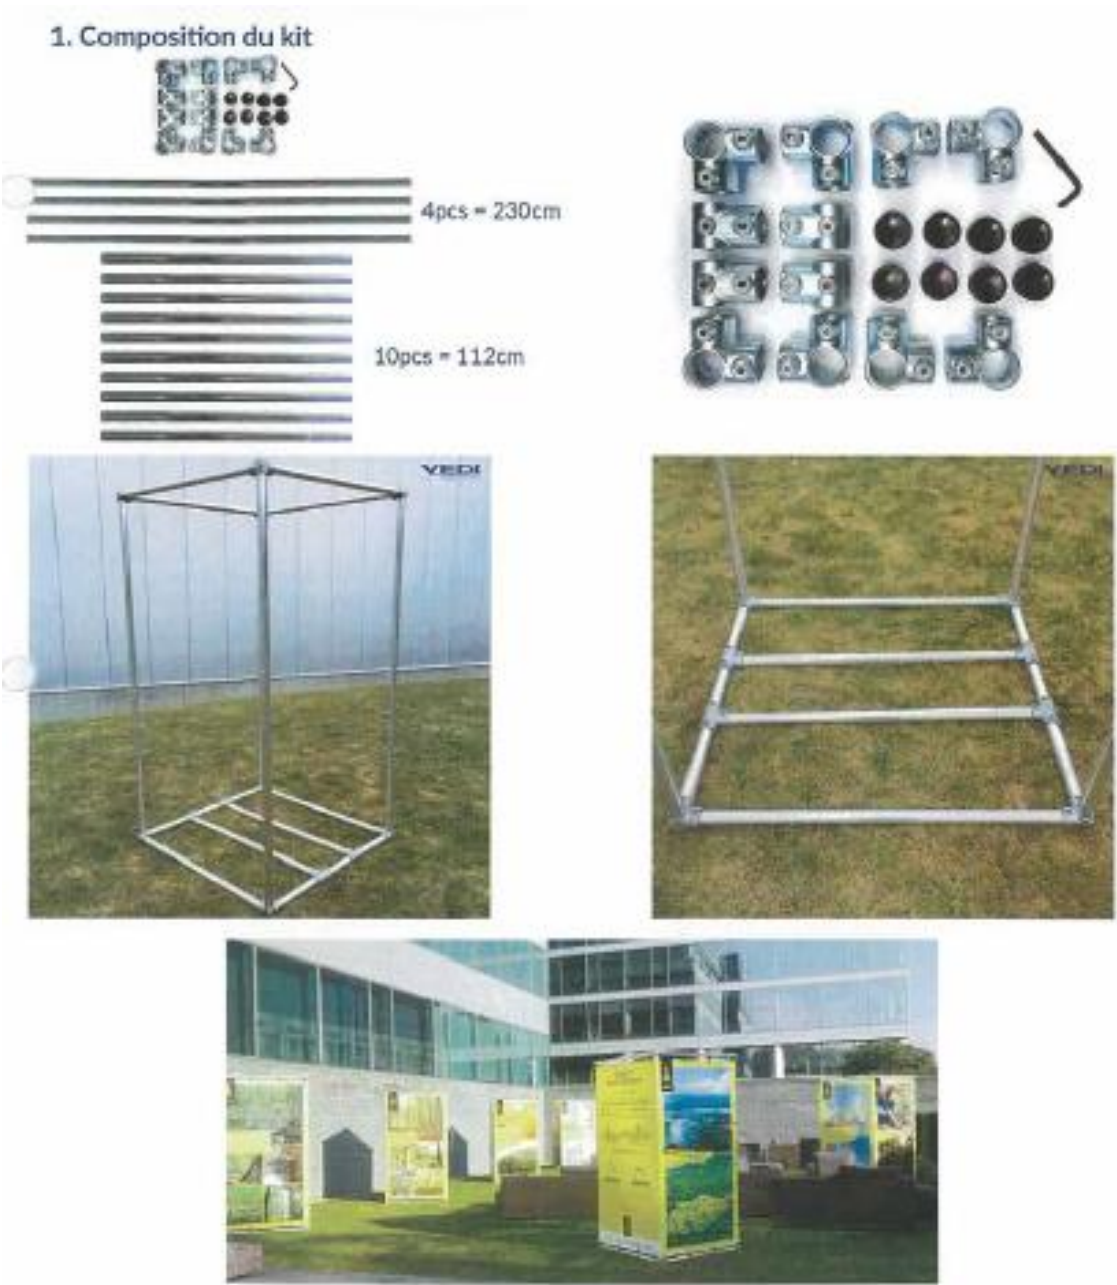 1. Composition du kit
4pcs = 230cm
10pcs = 112cm
VEDI
VEDI